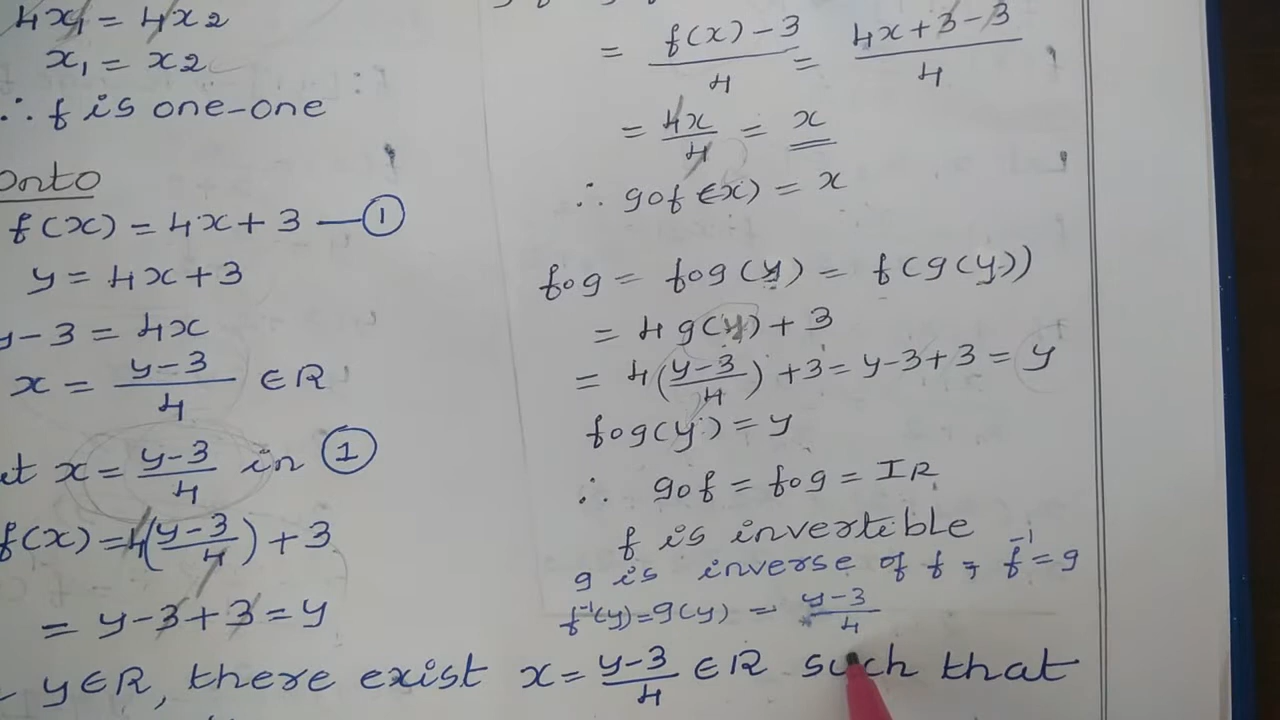 4x₁ = 4x₂
x₁ = x₂
∴ f is one-one
Onto
f(x) = 4x + 3 — ①
y = 4x + 3
y - 3 = 4x
x = y-3/4 ∈ R
x = y-3/4 in ①
f(x) = 4(y-3/4) + 3
= y - 3 + 3 = y
y ∈ R, there exist x = y-3/4 ∈ R such that
= f(x) - 3/4 = 4x + 3 - 3/4
= 4x/4 = x
∴ gof(x) = x
fog = fog(y) = f(g(y))
= 4g(y) + 3
= 4(y-3/4) + 3 = y - 3 + 3 = y
fog(y) = y
∴ gof = fog = IR
f is invertible
g is inverse of f, f⁻¹ = g
f⁻¹(y) = g(y) = y-3/4